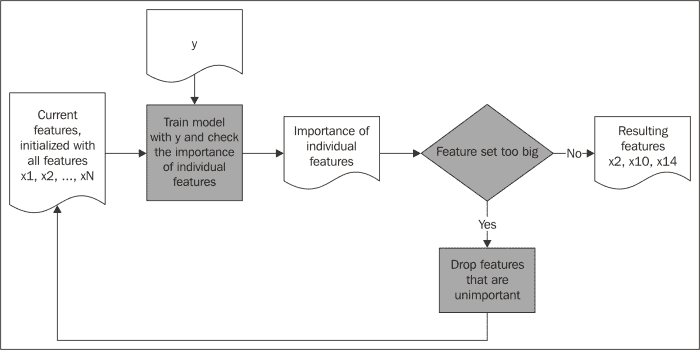 y
Current
features,
initialized with
all features
x1, x2, ..., xN
Train model
with y and check
the importance
of individual
features
Importance of
individual
features
Feature set too big
No
Resulting
features
x2, x10, x14
Yes
Drop features
that are
unimportant